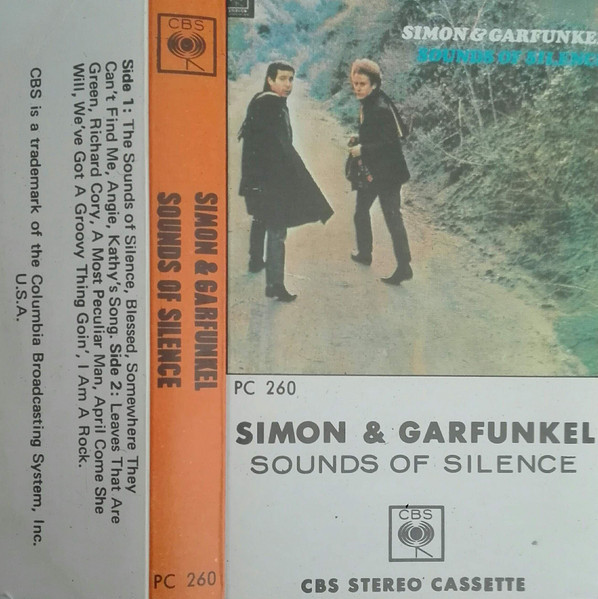 CBS
Side 1: The Sounds of Silence, Blessed, Somewhere They
Can't Find Me, Angie, Kathy's Song. Side 2: Leaves That Are
Green, Richard Cory, A Most Peculiar Man, April Come She
Will, We've Got A Groovy Thing Goin', I Am A Rock.
CBS is a trademark of the Columbia Broadcasting System, Inc.
U.S.A.
SIMON & GARFUNKEL
SOUNDS OF SILENCE
PC 260
SIMON & GARFUNKE
SOUNDS OF SILENC
PC 260
SIMON & GARFUNKEL
SOUNDS OF SILENCE
CBS
CBS STEREO CASSETTE